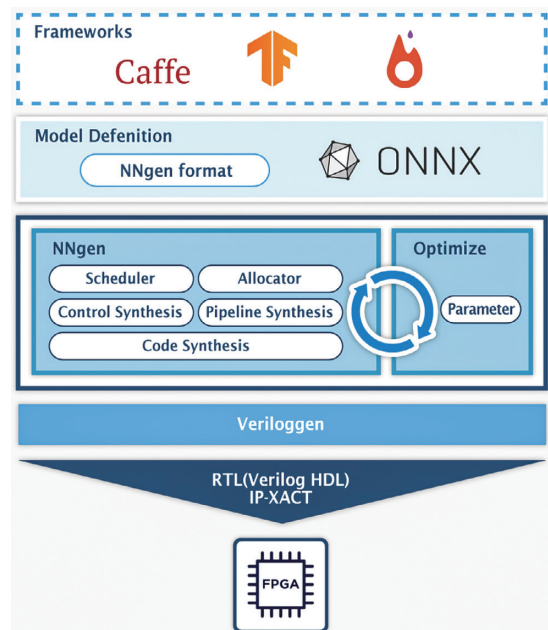 Frameworks
Caffe
Model Defenition
NNgen format
ONNX
NNgen
Optimize
Scheduler
Allocator
Control Synthesis
Pipeline Synthesis
Parameter
Code Synthesis
Veriloggen
RTL(Verilog HDL)
IP-XACT
FPGA